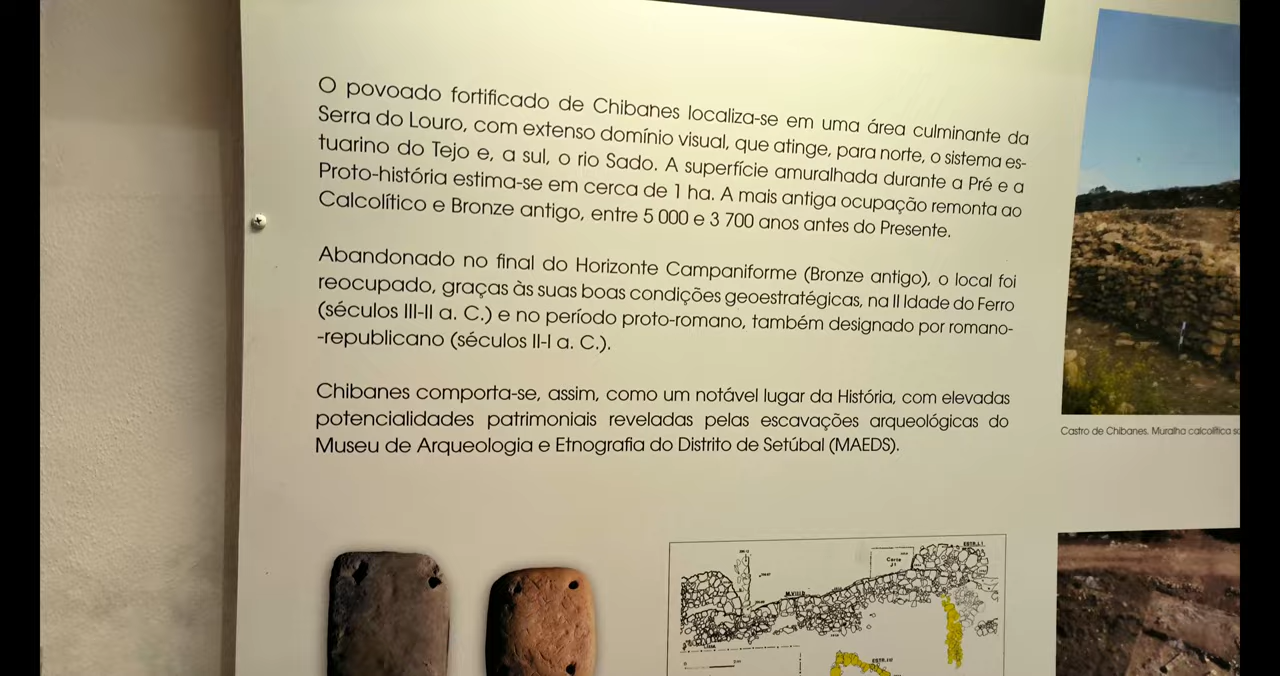 O povoado fortificado de Chibanes localiza-se em uma área culminante da
Serra do Louro, com extenso domínio visual, que atinge, para norte, o sistema es-
tuarino do Tejo e, a sul, o rio Sado. A superfície amuralhada durante a Pré e a
Proto-história estima-se em cerca de 1 ha. A mais antiga ocupação remonta ao
Calcolítico e Bronze antigo, entre 5 000 e 3 700 anos antes do Presente.
Abandonado no final do Horizonte Campaniforme (Bronze antigo), o local foi
reocupado, graças às suas boas condições geoestratégicas, na II Idade do Ferro
(séculos III-II a. C.) e no período proto-romano, também designado por romano-
-republicano (séculos II-I a. C.).
Chibanes comporta-se, assim, como um notável lugar da História, com elevadas
potencialidades patrimoniais reveladas pelas escavações arqueológicas do
Museu de Arqueologia e Etnografia do Distrito de Setúbal (MAEDS).
Castro de Chibanes. Muralha calcolítica
Corte
J1